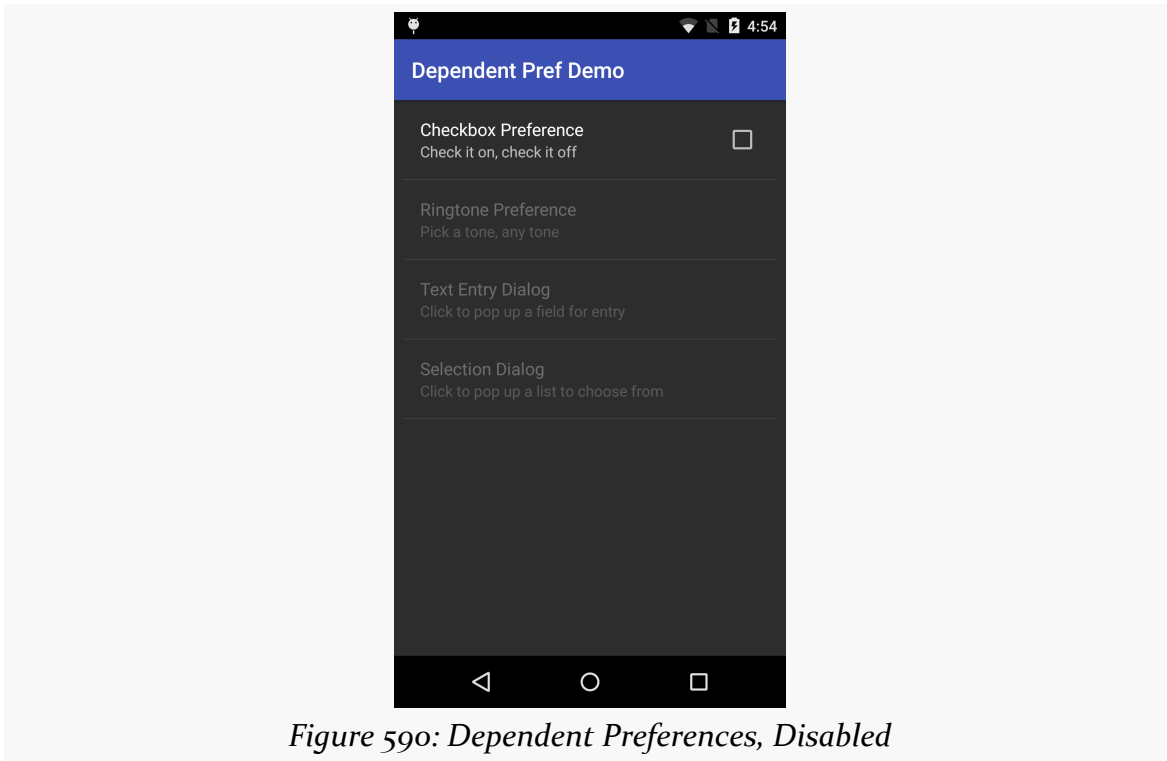 4:54
Dependent Pref Demo
Checkbox Preference
Check it on, check it off
Ringtone Preference
Pick a tone, any tone
Text Entry Dialog
Click to pop up a field for entry
Selection Dialog
Click to pop up a list to choose from
Figure 590: Dependent Preferences, Disabled